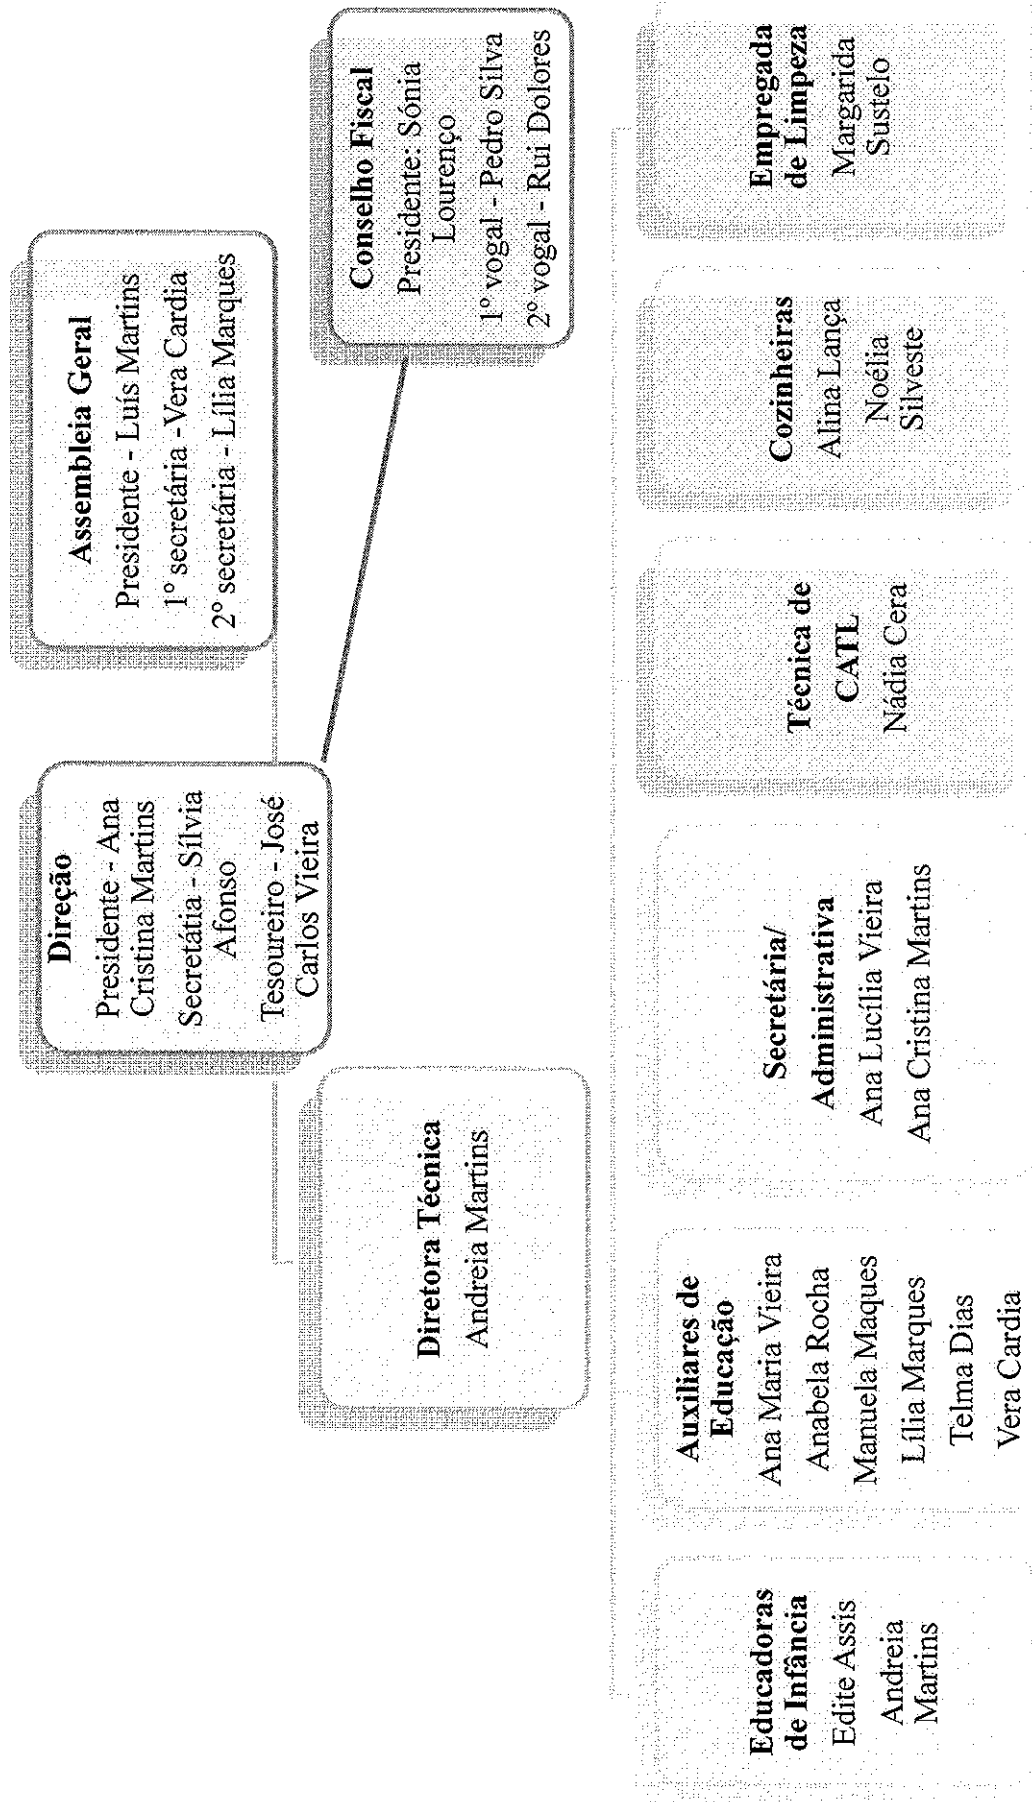 Direção
Presidente - Ana
Cristina Martins
Secretátia - Sílvia
Afonso
Tesoureiro - José
Carlos Vieira
Assembleia Geral
Presidente - Luís Martins
1º secretária -Vera Cardia
2º secretária - Lília Marques
Conselho Fiscal
Presidente: Sónia
Lourenço
1º vogal - Pedro Silva
2º vogal - Rui Dolores
Diretora Técnica
Andreia Martins
Educadoras
de Infância
Edite Assis
Andreia
Martins
Auxiliares de
Educação
Ana Maria Vieira
Anabela Rocha
Manuela Maques
Lília Marques
Telma Dias
Vera Cardia
Secretária/
Administrativa
Ana Lucília Vieira
Ana Cristina Martins
Técnica de
CATL
Nádia Cera
Cozinheiras
Alina Lança
Noélia
Silveste
Empregada
de Limpeza
Margarida
Sustelo